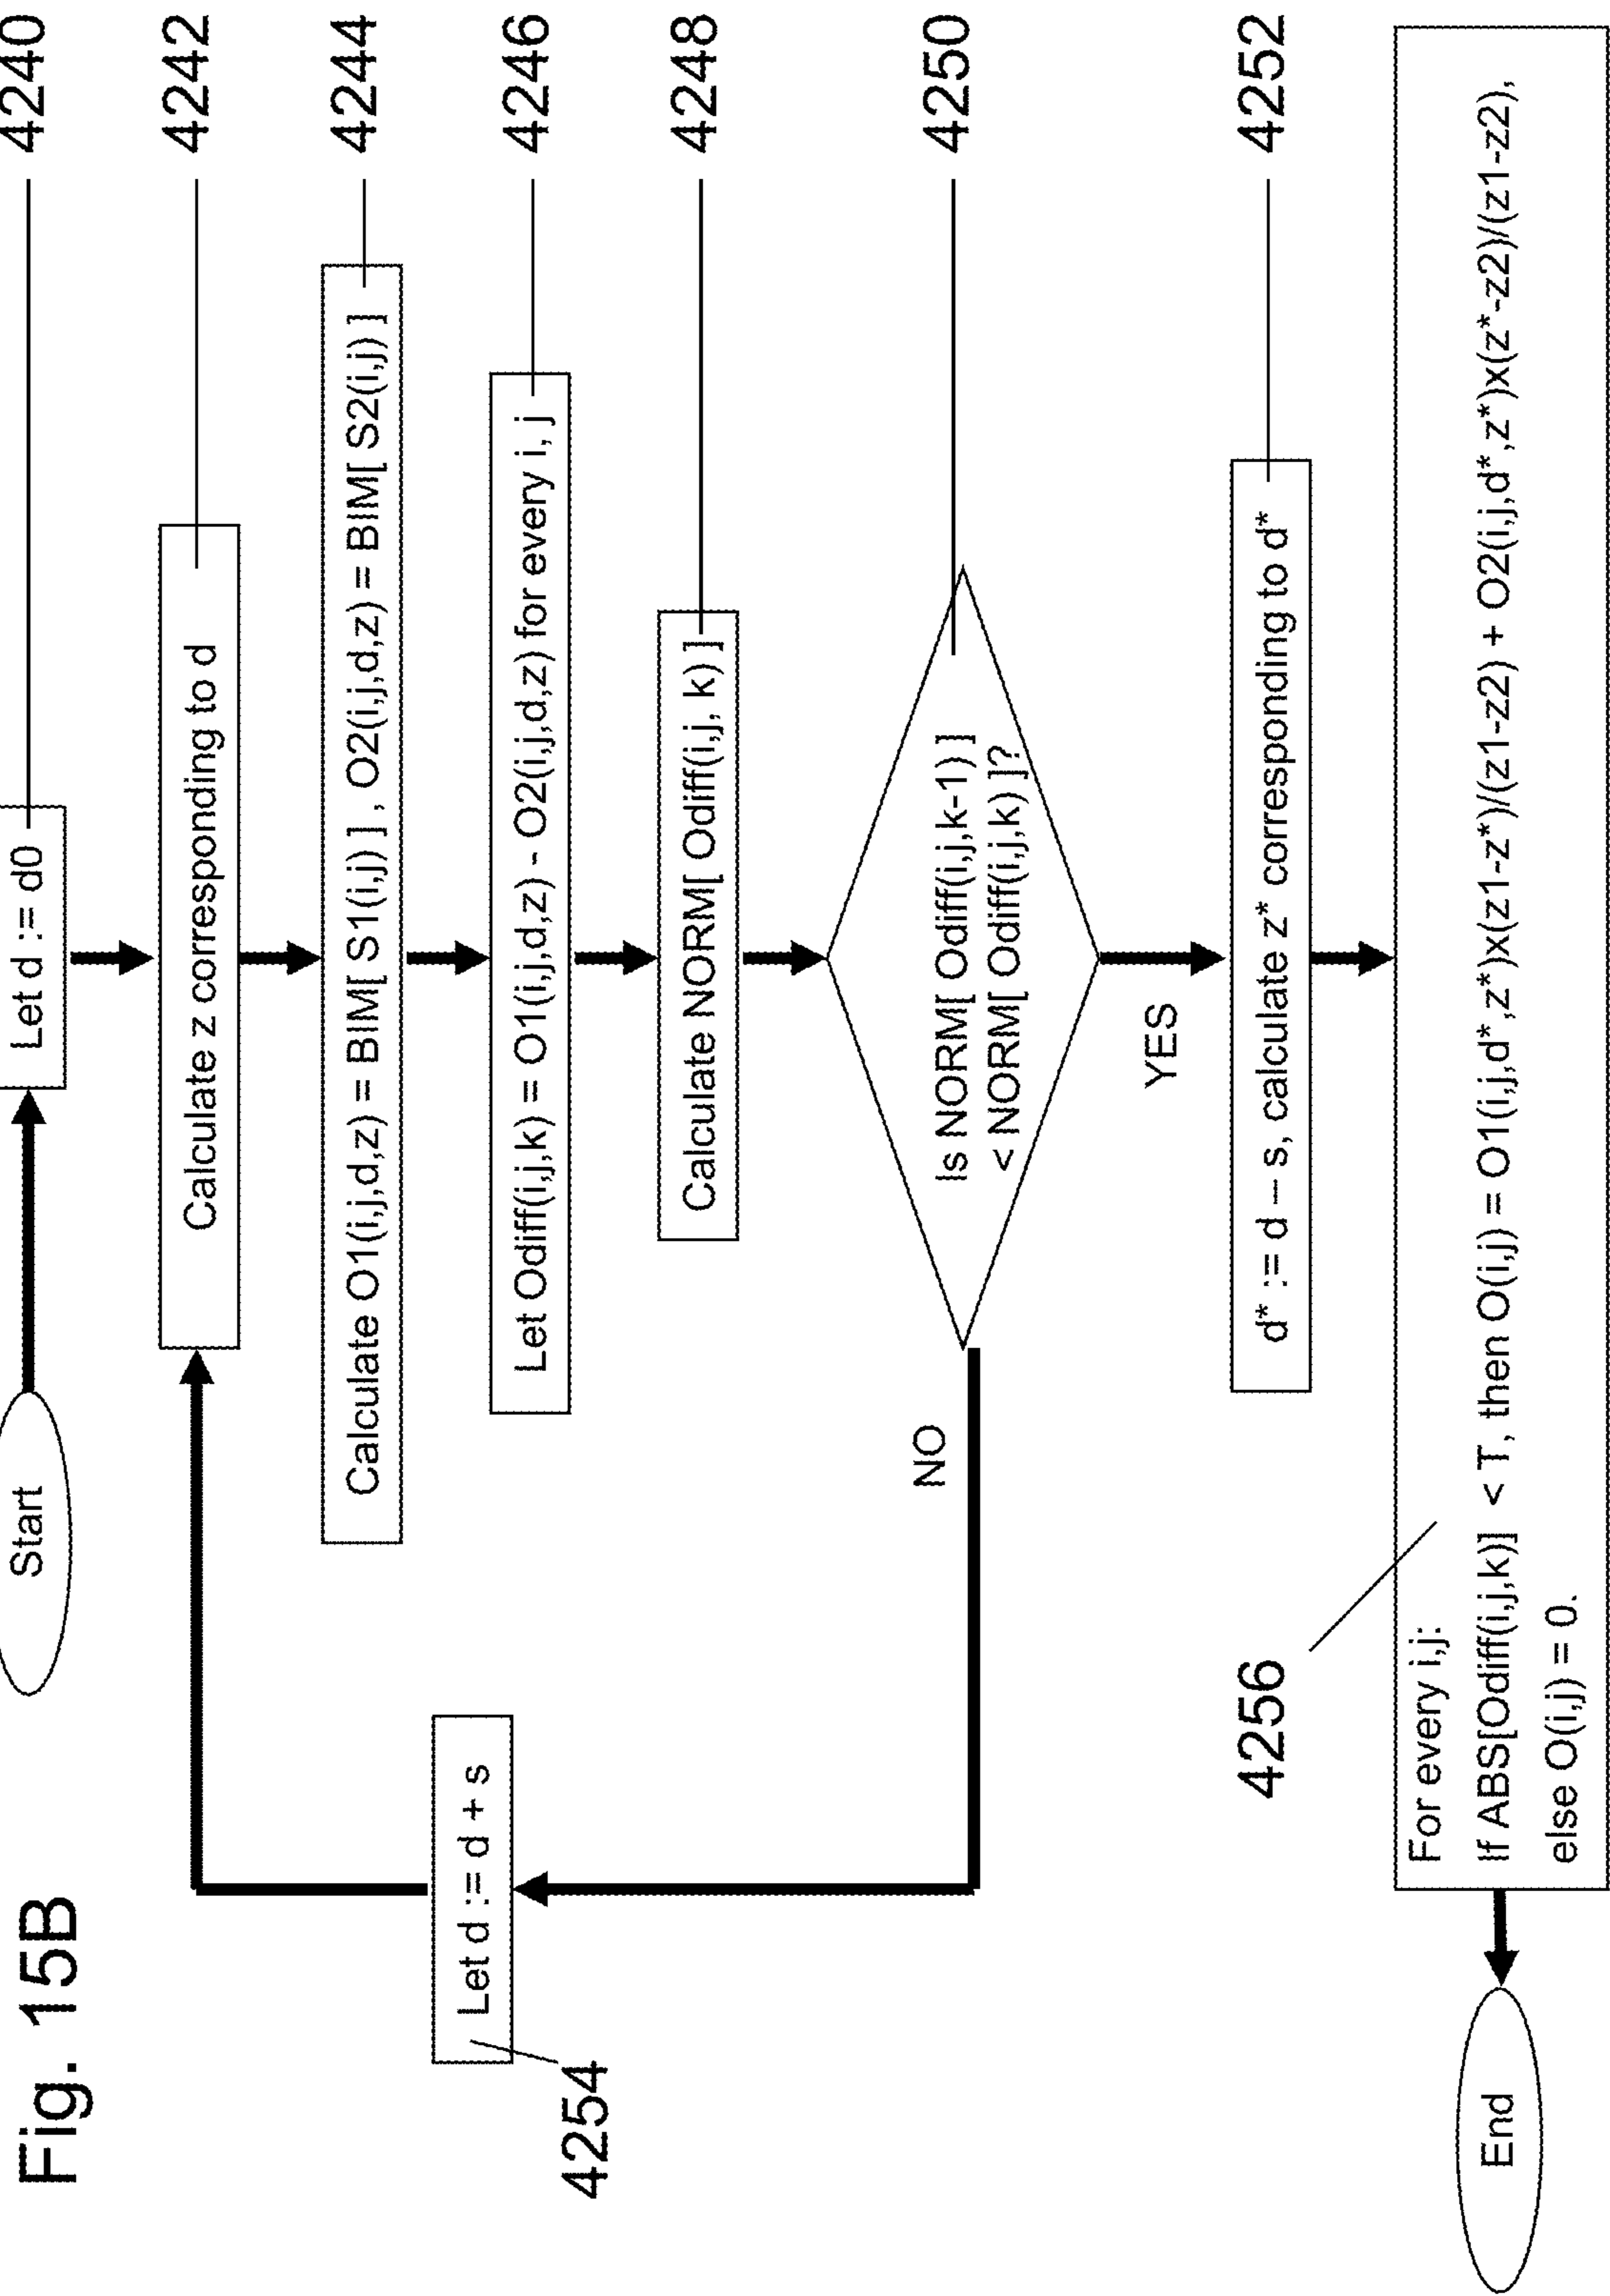 Fig. 15B
Start
Let d := d0
4240
Calculate z corresponding to d
4242
Calculate O1(i,j,d,z) = BIM[ S1(i,j) ] , O2(i,j,d,z) = BIM[ S2(i,j) ]
4244
Let Odiff(i,j,k) = O1(i,j,d,z) - O2(i,j,d,z) for every i, j
4246
Calculate NORM[ Odiff(i,j, k) ]
4248
Is NORM[ Odiff(i,j,k-1) ]
< NORM[ Odiff(i,j,k) ]?
4250
NO
YES
Let d := d + s
4254
d* := d – s, calculate z* corresponding to d*
4252
4256
For every i,j:
If ABS[Odiff(i,j,k)] < T, then O(i,j) = O1(i,j,d*,z*)x(z1-z*)/(z1-z2) + O2(i,j,d*,z*)x(z*-z2)/(z1-z2),
else O(i,j) = 0.
End